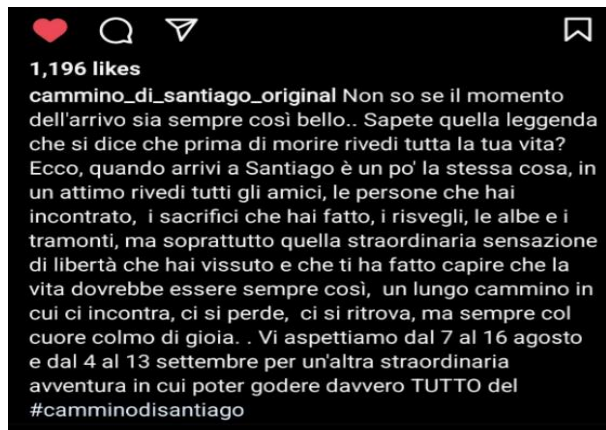 1,196 likes
cammino_di_santiago_original Non so se il momento
dell'arrivo sia sempre così bello.. Sapete quella leggenda
che si dice che prima di morire rivedi tutta la tua vita?
Ecco, quando arrivi a Santiago è un po' la stessa cosa, in
un attimo rivedi tutti gli amici, le persone che hai
incontrato,  i sacrifici che hai fatto, i risvegli, le albe e i
tramonti, ma soprattutto quella straordinaria sensazione
di libertà che hai vissuto e che ti ha fatto capire che la
vita dovrebbe essere sempre così,  un lungo cammino in
cui ci incontra, ci si perde,  ci si ritrova, ma sempre col
cuore colmo di gioia. . Vi aspettiamo dal 7 al 16 agosto
e dal 4 al 13 settembre per un'altra straordinaria
avventura in cui poter godere davvero TUTTO del
#camminodisantiago